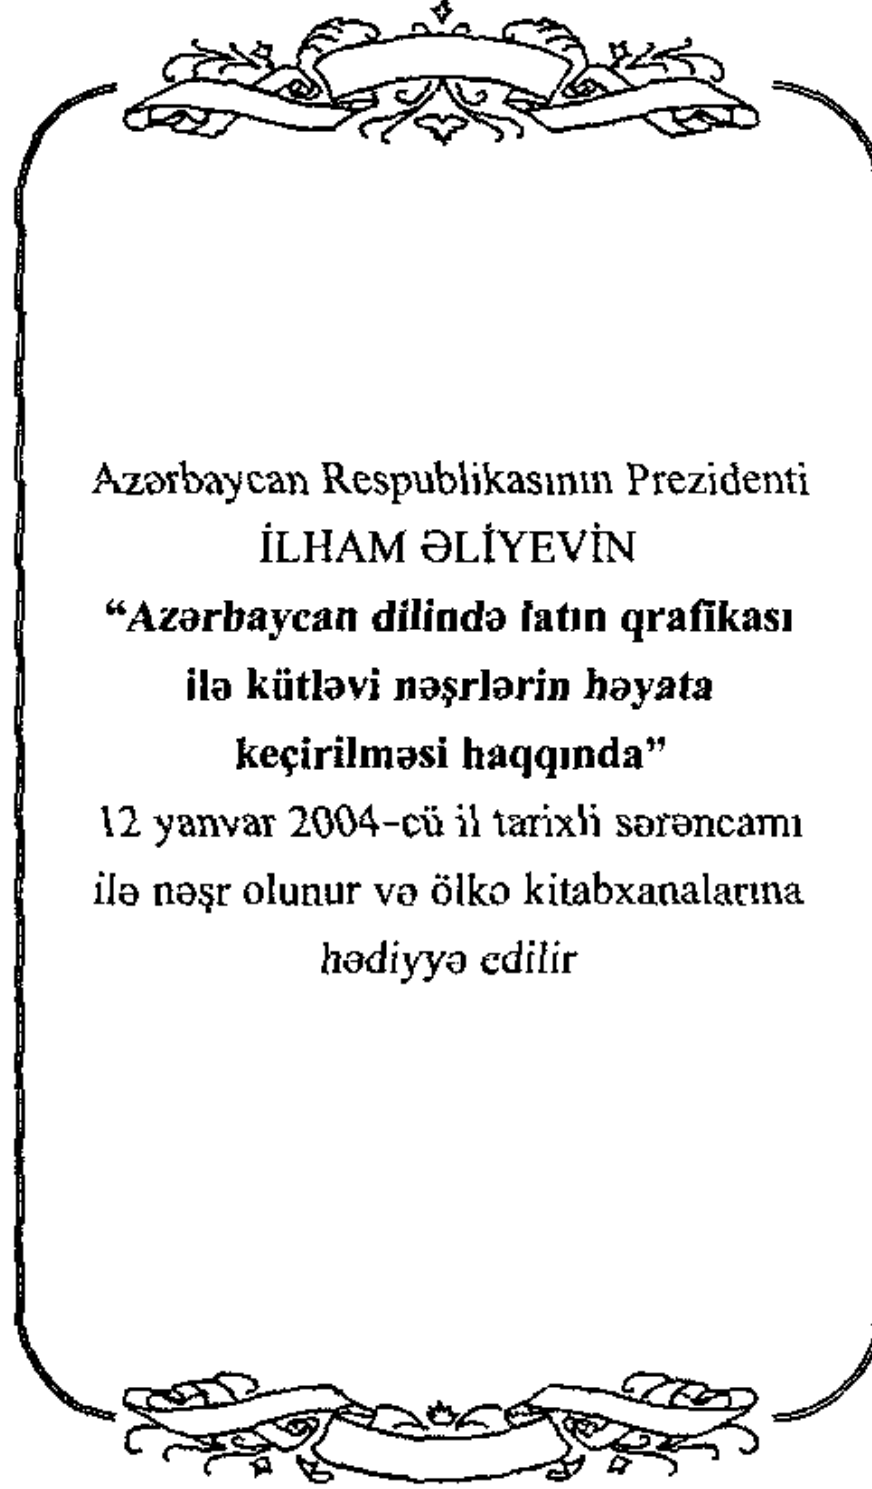 Azərbaycan Respublikasının Prezidenti
İLHAM ƏLİYEVİN
“Azərbaycan dilində latın qrafikası
ilə kütləvi nəşrlərin həyata
keçirilməsi haqqında”
12 yanvar 2004-cü il tarixli sərəncamı
ilə nəşr olunur və ölkə kitabxanalarına
hədiyyə edilir